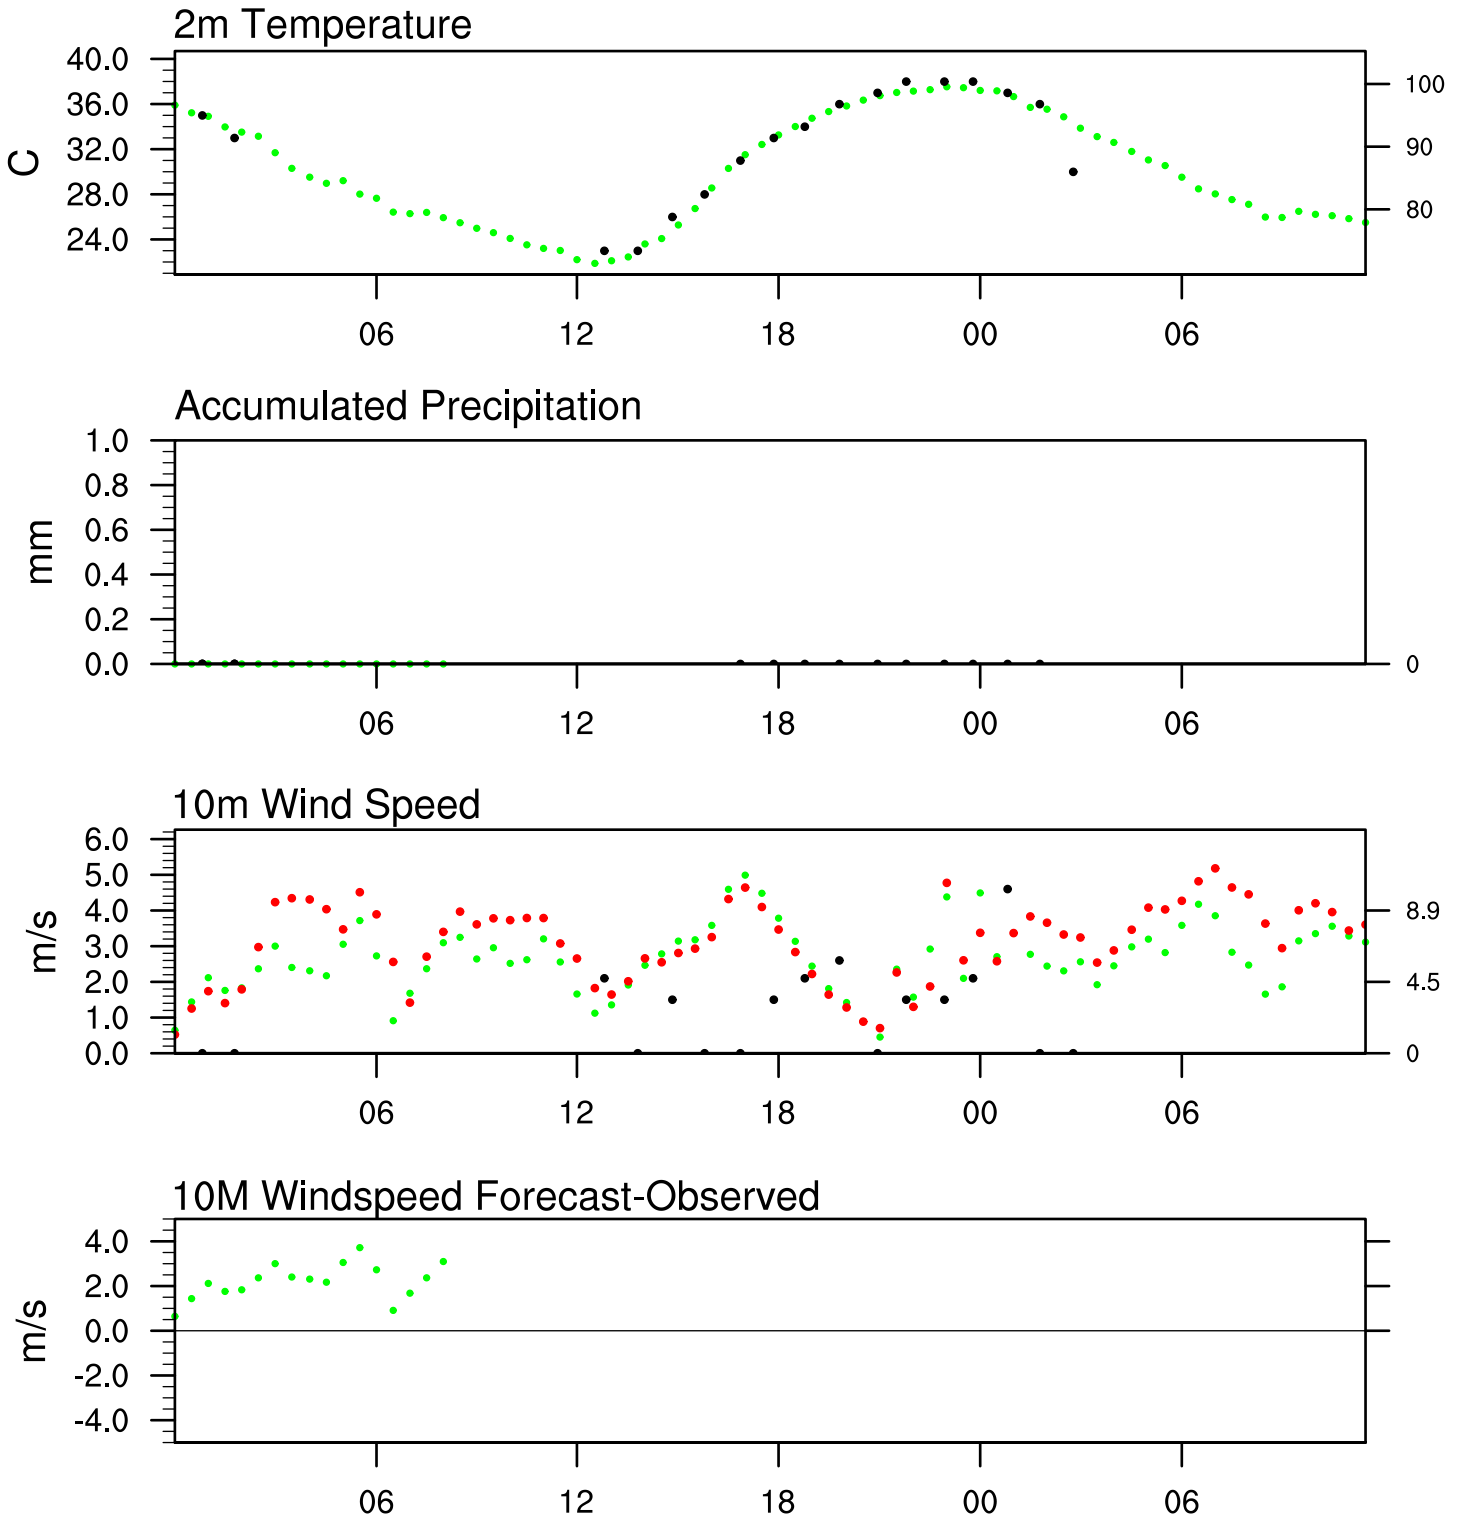 2m Temperature
40.0
36.0
32.0
28.0
24.0
C
100
90
80
06 12 18 00 06
Accumulated Precipitation
1.0
0.8
0.6
0.4
0.2
0.0
mm
0
06 12 18 00 06
10m Wind Speed
6.0
5.0
4.0
3.0
2.0
1.0
0.0
m/s
8.9
4.5
0
06 12 18 00 06
10M Windspeed Forecast-Observed
4.0
2.0
0.0
-2.0
-4.0
m/s
06 12 18 00 06